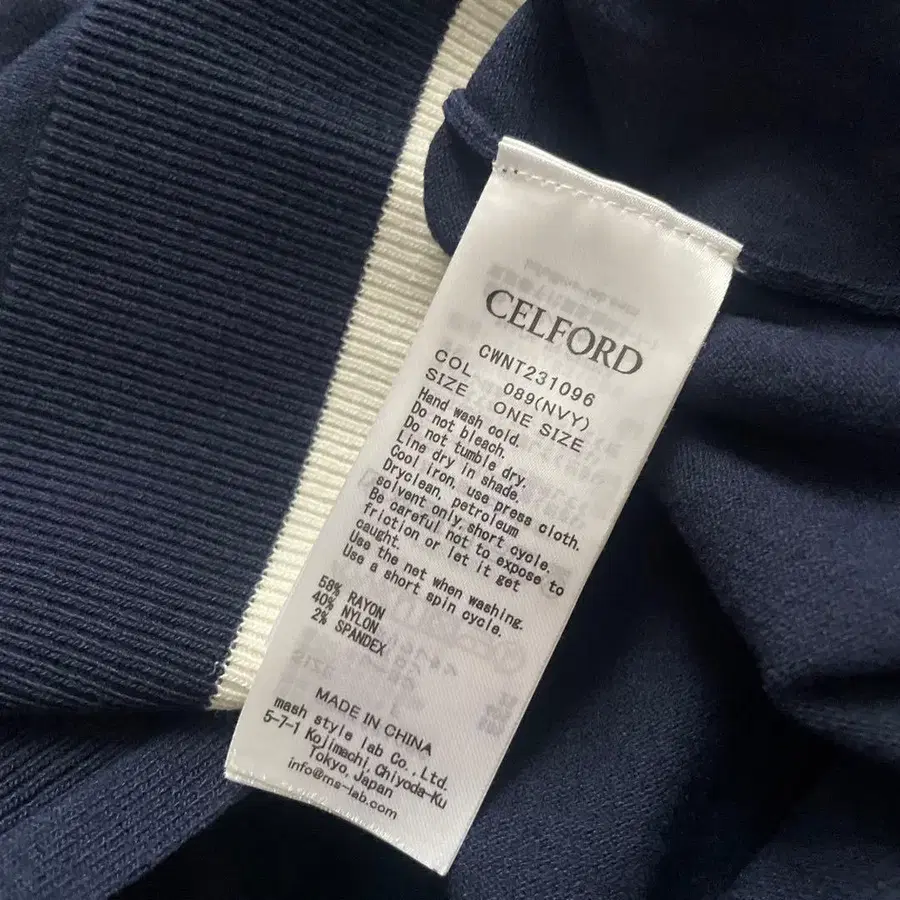 CELFORD
CWNT231096
COL 089(NVY)
SIZE ONE SIZE
Hand wash cold.
Do not bleach.
Do not tumble dry.
Line dry in shade.
Cool iron, use press cloth.
Dryclean, petroleum
solvent only, short cycle.
Be careful not to expose to
friction or let it get
caught.
Use the net when washing.
Use a short spin cycle.
58% RAYON
40% NYLON
2% SPANDEX
MADE IN CHINA
mash style lab Co.,Ltd.
5-7-1 Kojimachi,Chiyoda-Ku
Tokyo,Japan
info@ms-lab.com